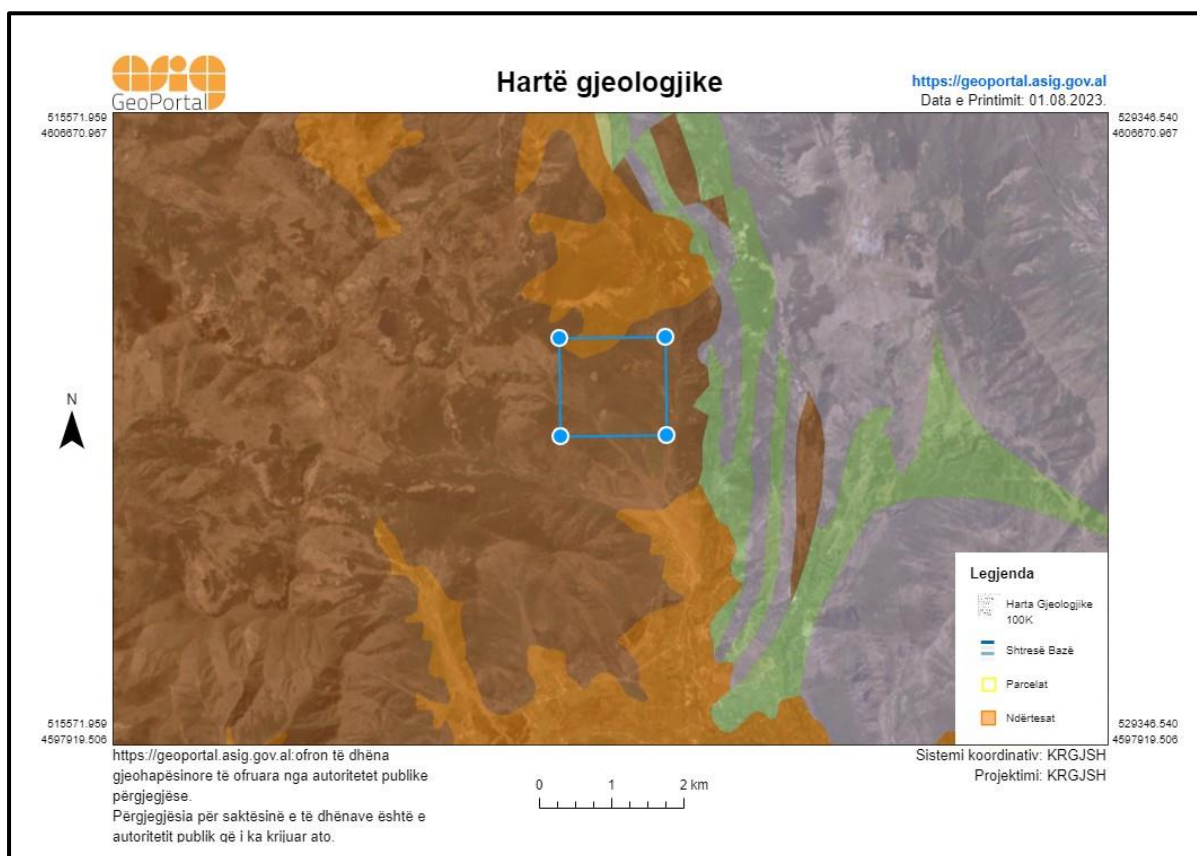 asig
GeoPortal
Hartë gjeologjike
https://geoportal.asig.gov.al
Data e Printimit: 01.08.2023.
515571.959
4606670.967
529346.540
4606670.967
N
Legjenda
Harta Gjeologjike
100K
Shtresë Bazë
Parcelat
Ndërtesat
515571.959
4597919.506
529346.540
4597919.506
https://geoportal.asig.gov.al:ofron të dhëna
gjeohapësinore të ofruara nga autoritetet publike
përgjegjëse.
Përgjegjësia për saktësinë e të dhënave është e
autoritetit publik që i ka krijuar ato.
0 1 2 km
Sistemi koordinativ: KRGJSH
Projektimi: KRGJSH